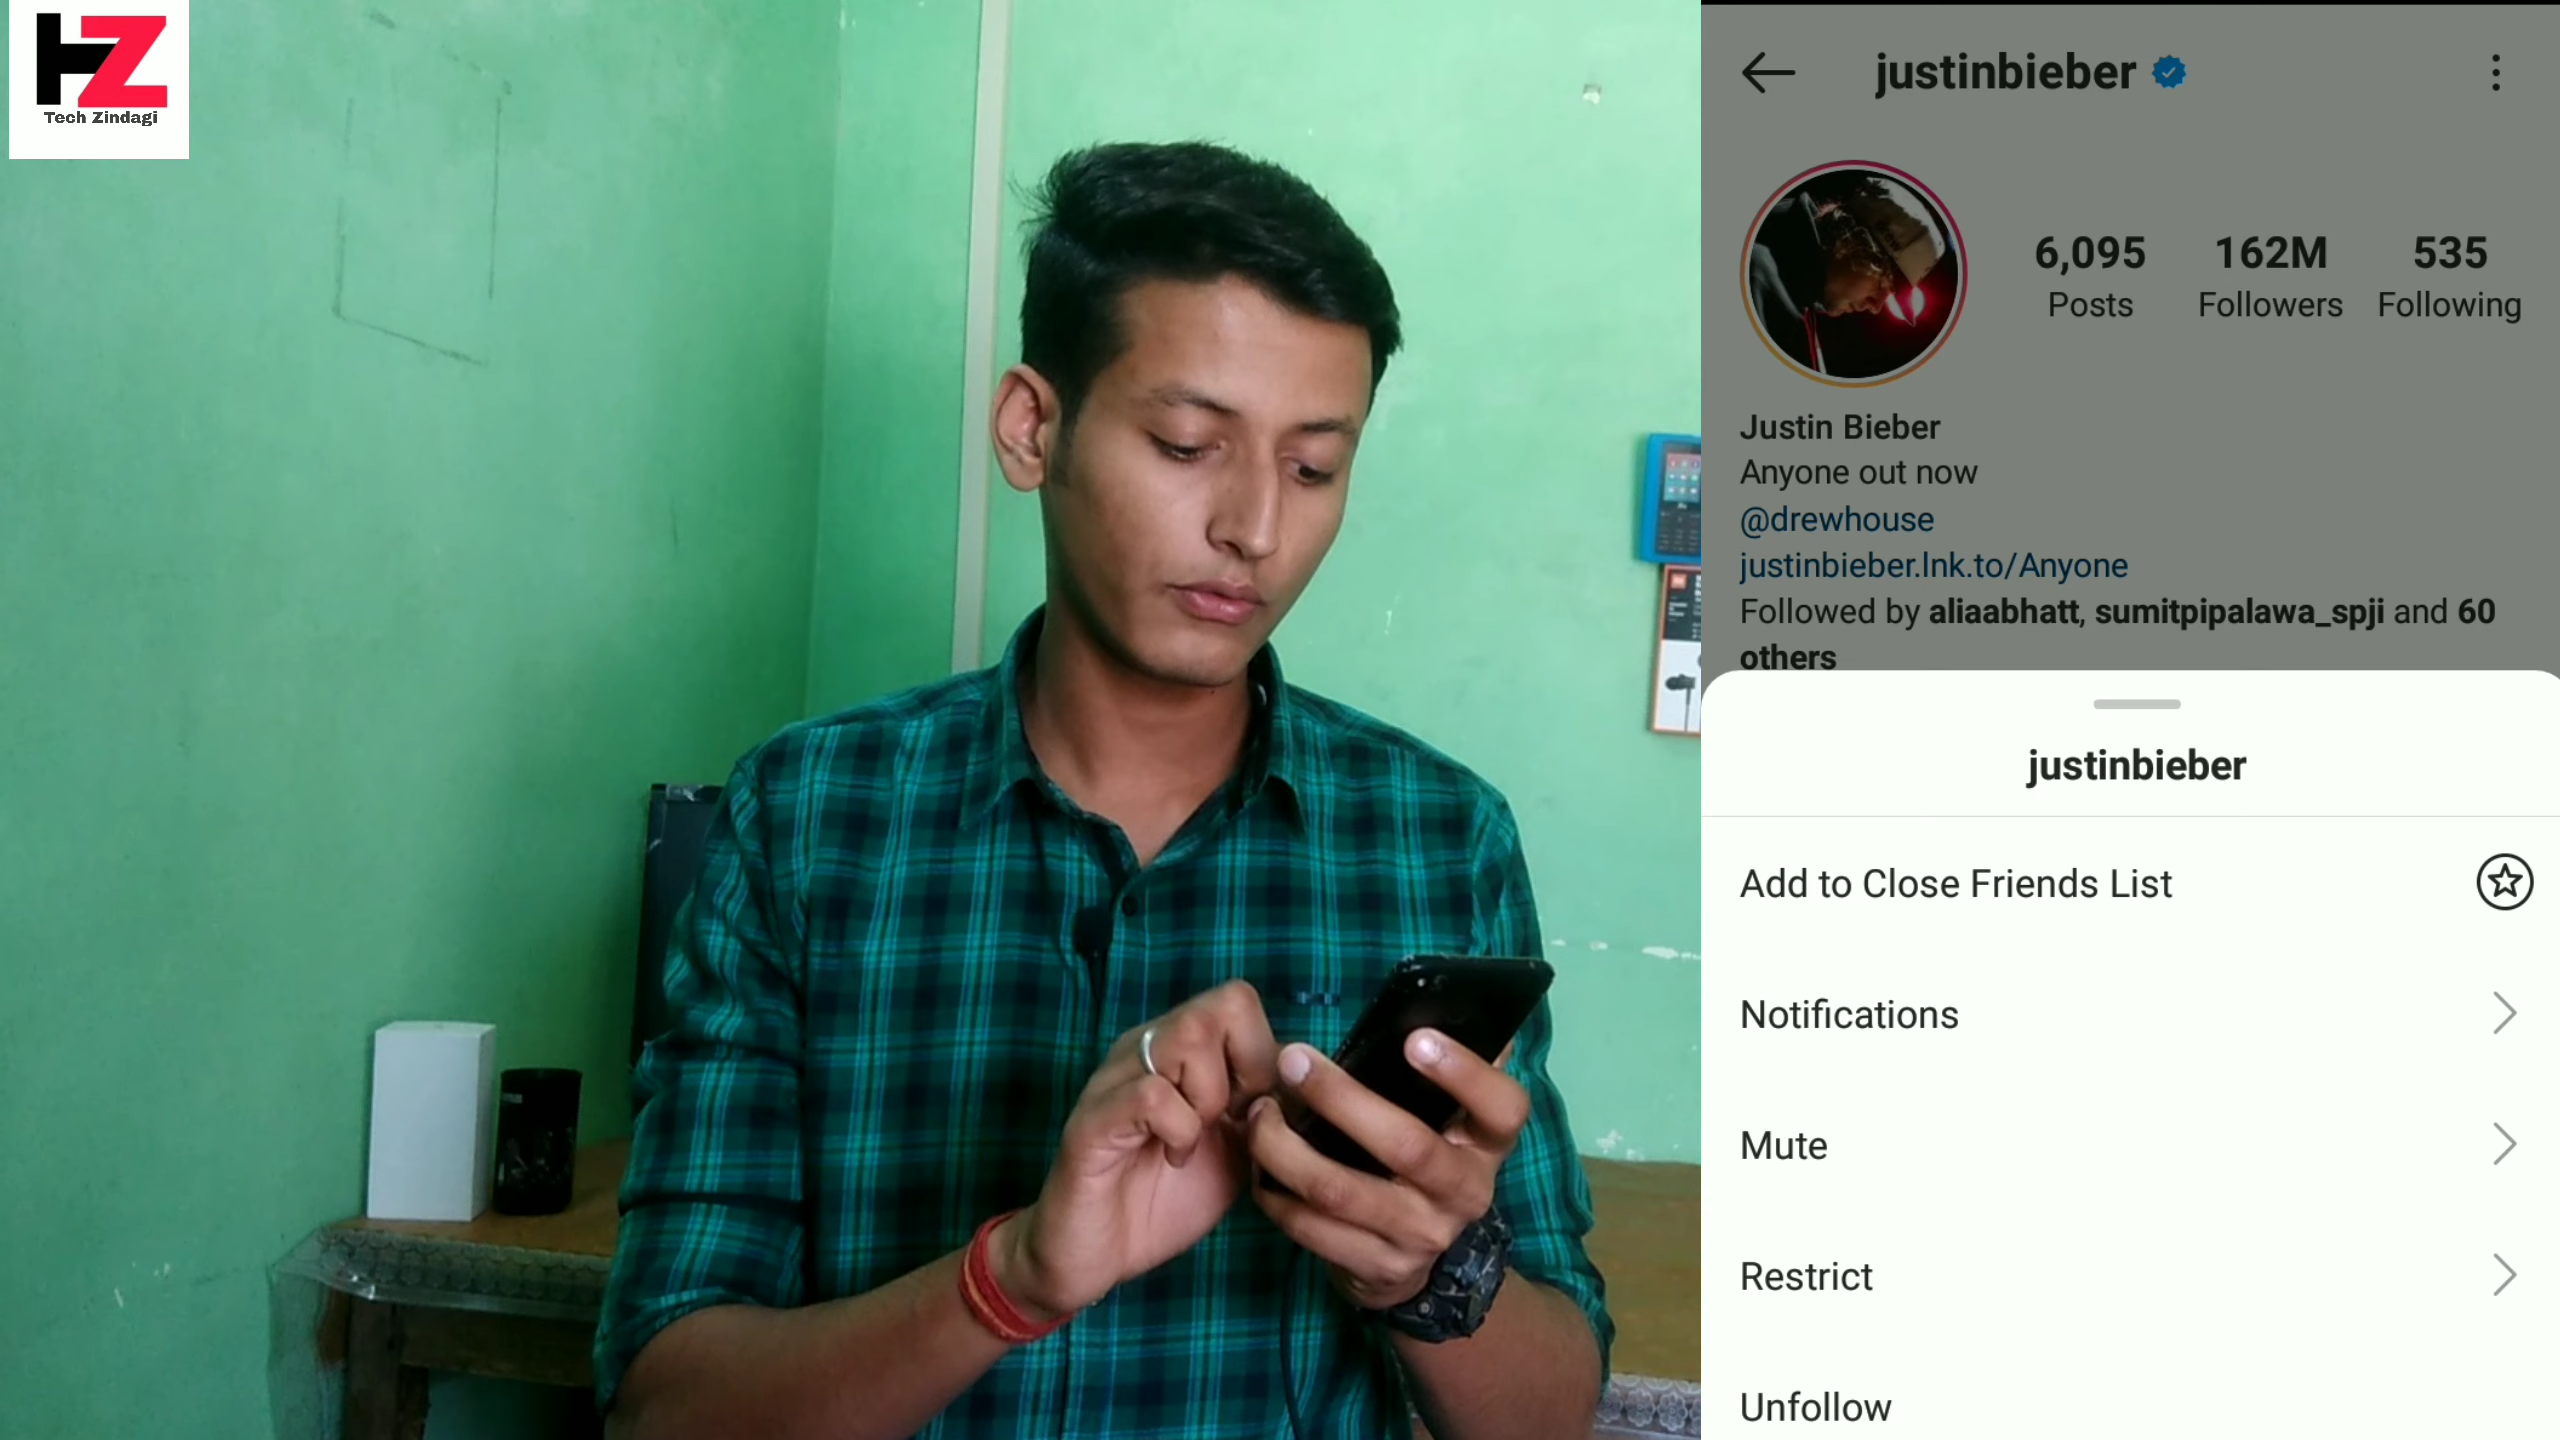 HZ
Tech Zindagi
justinbieber
6,095 162M 535
Posts Followers Following
Justin Bieber
Anyone out now
@drewhouse
justinbieber.lnk.to/Anyone
Followed by aliaabhatt, sumitpipalawa_spji and 60
others
justinbieber
Add to Close Friends List
Notifications
Mute
Restrict
Unfollow